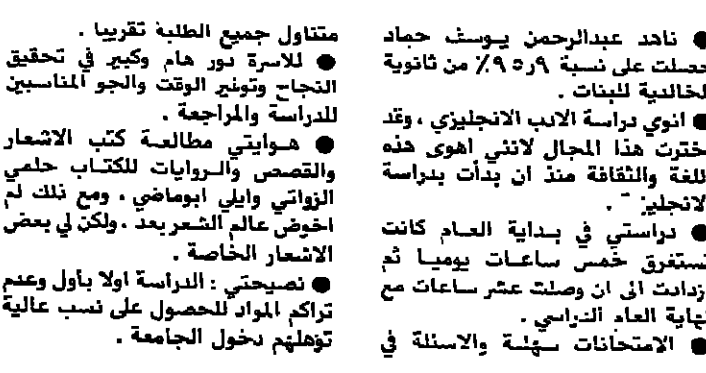 ● ناهد عبدالرحمن يوسف حماد
حصلت على نسبة ٩ر٩٥٪ من ثانوية
لخالدية للبنات .
● انوي دراسة الادب الانجليزي ، وقد
خترت هذا المجال لانني اهوى هذه
للغة والثقافة منذ ان بدأت بدراسة
لانجليز .
● دراستي في بداية العام كانت
تستغرق خمس ساعات يوميا ثم
زدادت الى ان وصلت عشر ساعات مع
نهاية العام الدراسي .
● الامتحانات سهلة والاسئلة في
متناول جميع الطلبة تقريبا .
● للاسرة دور هام وكبير في تحقيق
النجاح وتوفير الوقت والجو المناسبين
للدراسة والمراجعة .
● هوايتي مطالعة كتب الاشعار
والقصص والروايات للكتاب حلمي
الزواتي وايلي ابوماضي ، ومع ذلك لم
اخوض عالم الشعر بعد . ولكن لي بعض
الاشعار الخاصة .
● نصيحتي : الدراسة اولا بأول وعدم
تراكم المواد للحصول على نسب عالية
تؤهلهم دخول الجامعة .